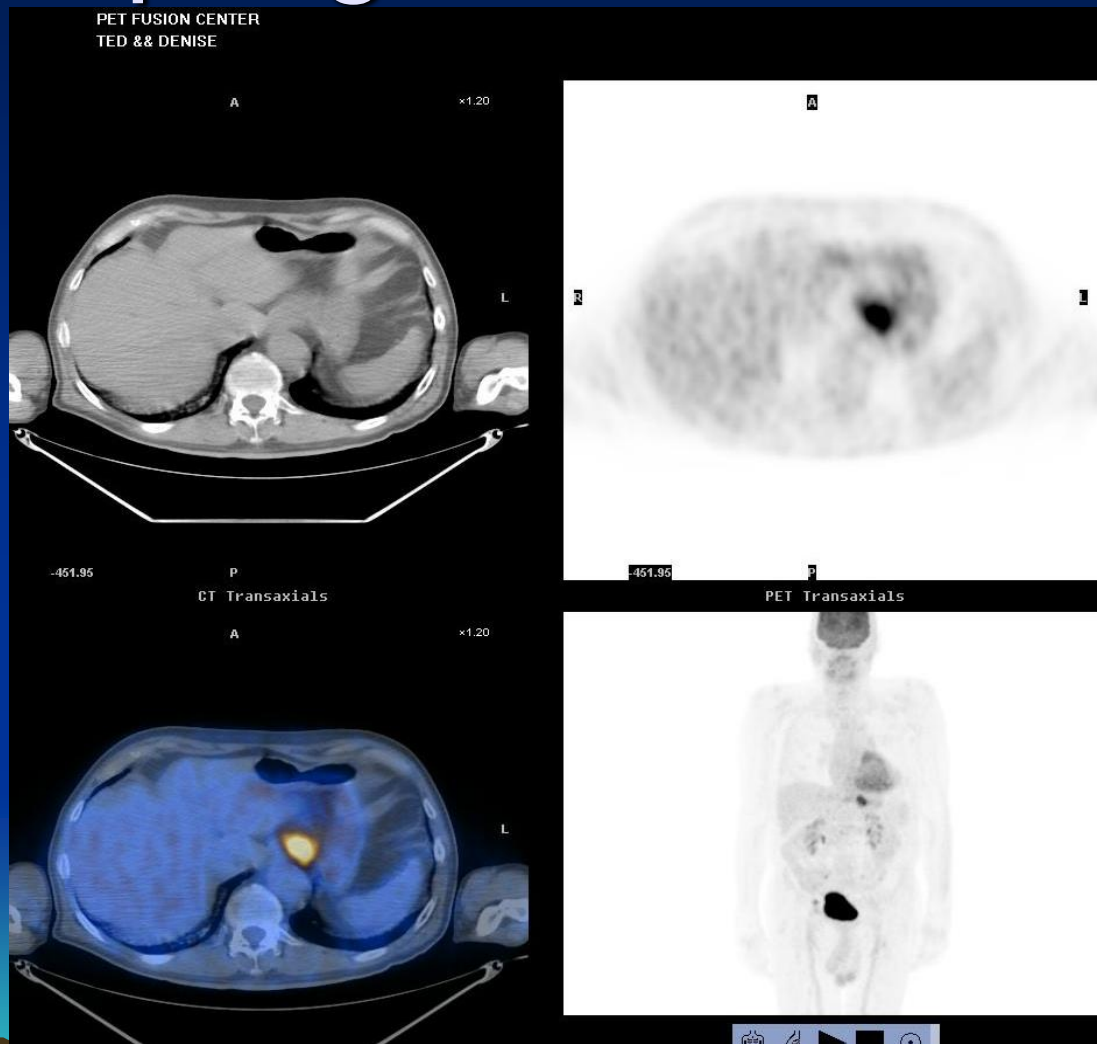 PET FUSION CENTER
TED && DENISE
A
×1.20
A
L
R
L
-451.95
P
-451.95
P
CT Transaxials
PET Transaxials
A
×1.20
L